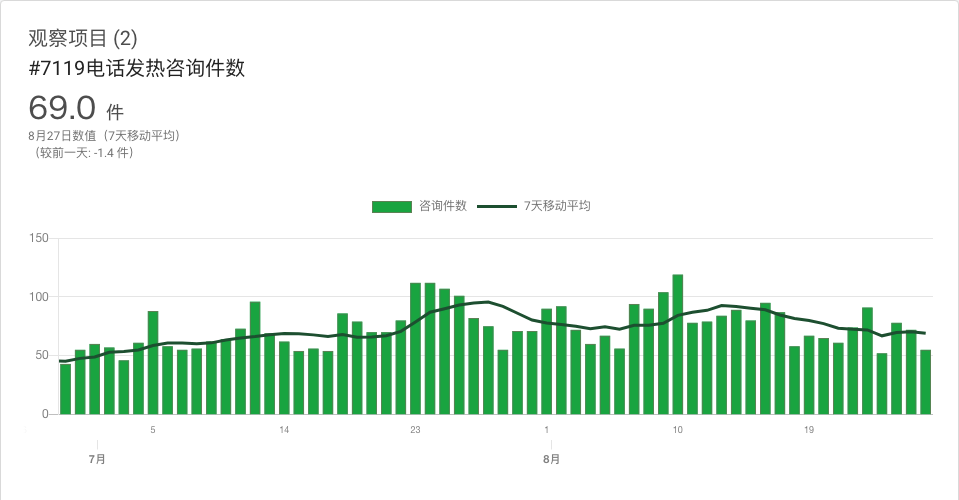 观察项目 (2)
#7119电话发热咨询件数
69.0 件
8月27日数值（7天移动平均）
（较前一天: -1.4 件）
咨询件数 7天移动平均
150
100
50
0
5 14 23 1 10 19
7月 8月